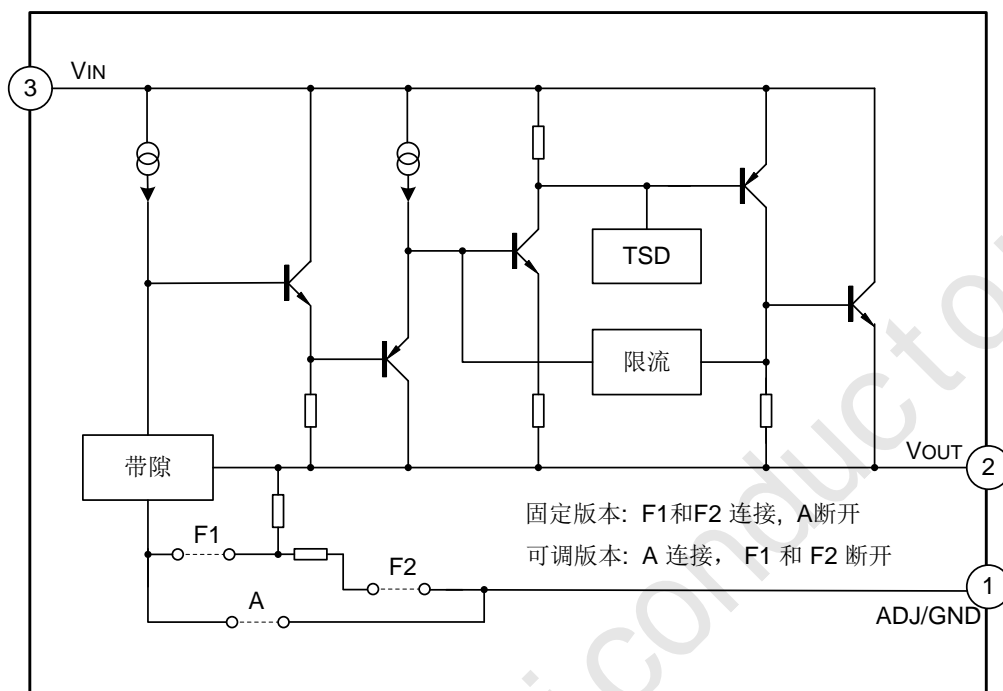 3
VIN
TSD
限流
带隙
VOUT
2
固定版本: F1和F2 连接, A断开
F1
可调版本: A 连接， F1 和 F2 断开
F2
1
A
ADJ/GND
iconductor